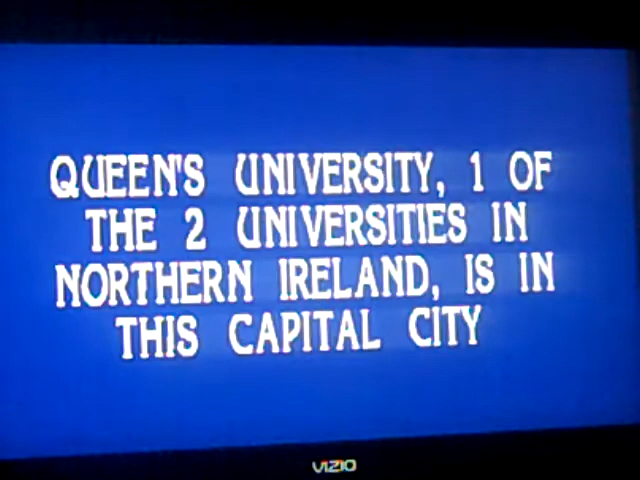 QUEEN'S UNIVERSITY, 1 OF
THE 2 UNIVERSITIES IN
NORTHERN IRELAND, IS IN
THIS CAPITAL CITY
VIZIO